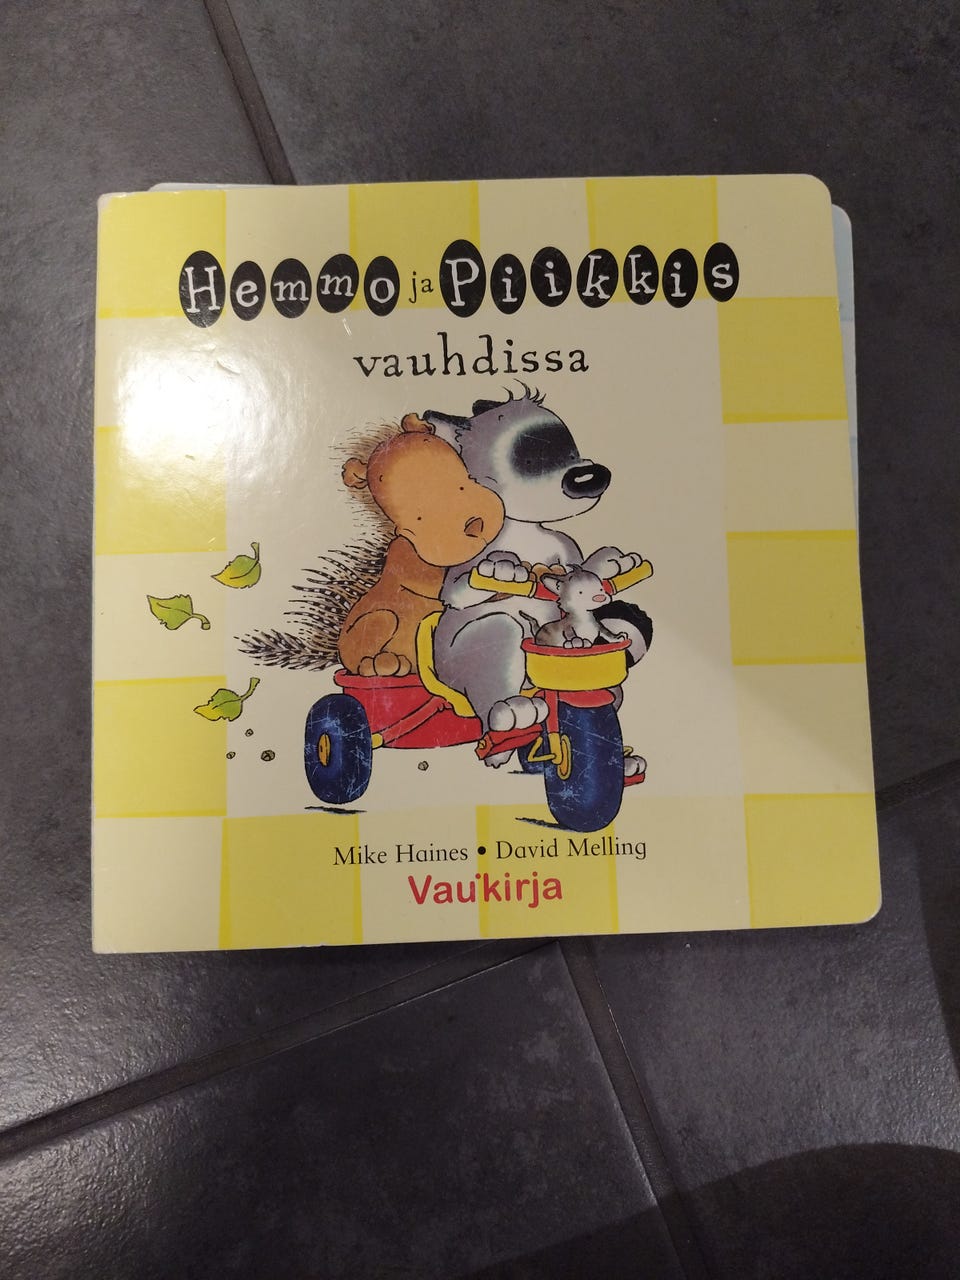 Hemmo ja Piikkis
vauhdissa
Mike Haines • David Melling
Vau'kirja